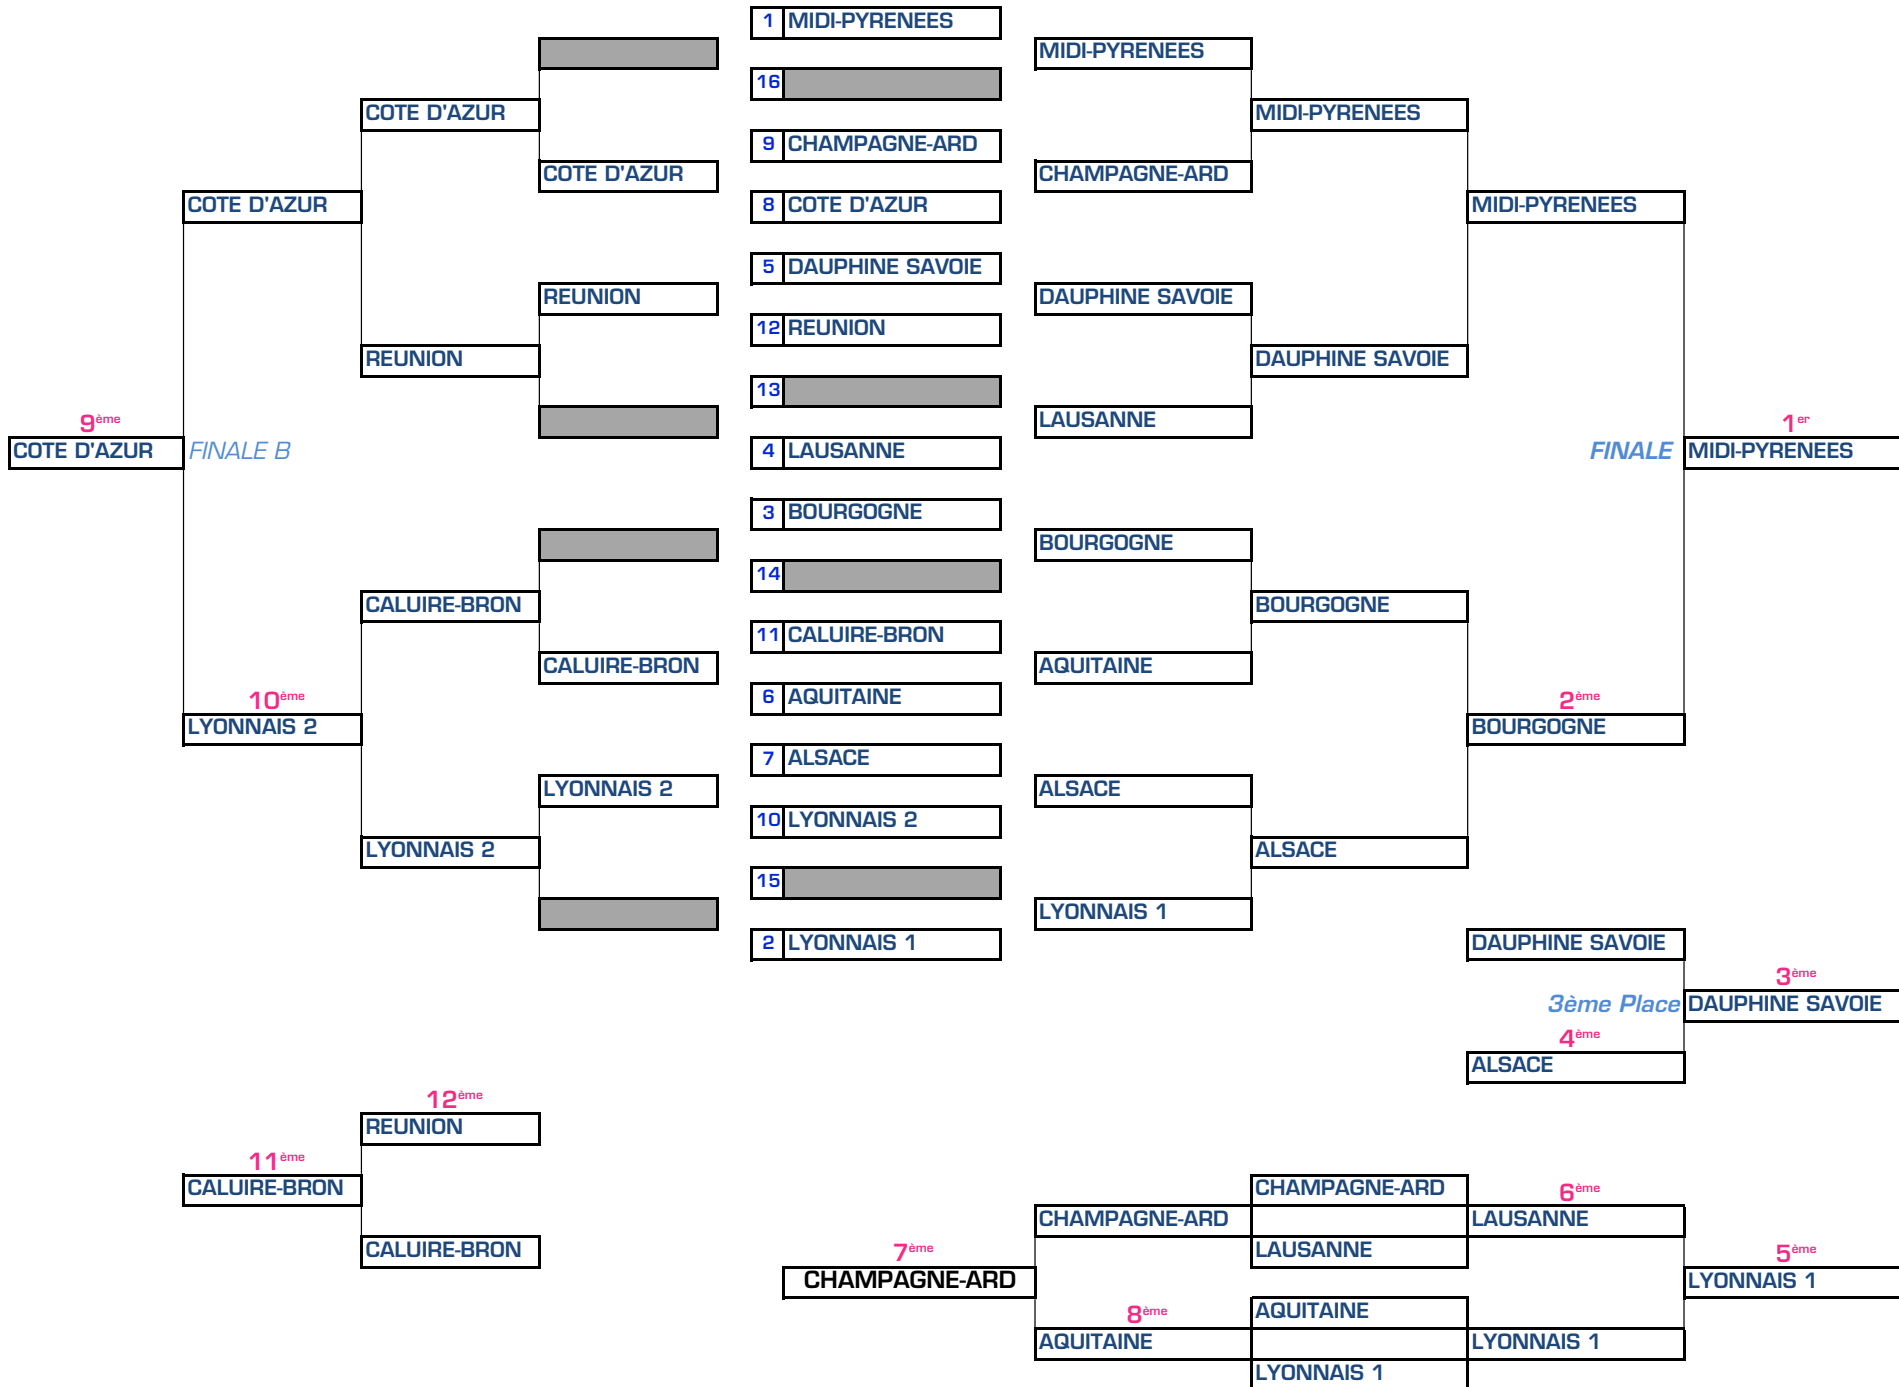 1 MIDI-PYRENEES
MIDI-PYRENEES
16
COTE D'AZUR
MIDI-PYRENEES
9 CHAMPAGNE-ARD
COTE D'AZUR
CHAMPAGNE-ARD
COTE D'AZUR
8 COTE D'AZUR
MIDI-PYRENEES
5 DAUPHINE SAVOIE
REUNION
DAUPHINE SAVOIE
12 REUNION
REUNION
DAUPHINE SAVOIE
13
LAUSANNE
9ème
1er
COTE D'AZUR
FINALE B
4 LAUSANNE
FINALE
MIDI-PYRENEES
3 BOURGOGNE
BOURGOGNE
14
CALUIRE-BRON
BOURGOGNE
11 CALUIRE-BRON
CALUIRE-BRON
AQUITAINE
10ème
6 AQUITAINE
2ème
LYONNAIS 2
BOURGOGNE
7 ALSACE
LYONNAIS 2
ALSACE
10 LYONNAIS 2
LYONNAIS 2
ALSACE
15
LYONNAIS 1
2 LYONNAIS 1
DAUPHINE SAVOIE
3ème
3ème Place
DAUPHINE SAVOIE
4ème
ALSACE
12ème
REUNION
11ème
CALUIRE-BRON
CHAMPAGNE-ARD
6ème
CHAMPAGNE-ARD
LAUSANNE
CALUIRE-BRON
7ème
LAUSANNE
5ème
CHAMPAGNE-ARD
LYONNAIS 1
8ème
AQUITAINE
AQUITAINE
LYONNAIS 1
LYONNAIS 1